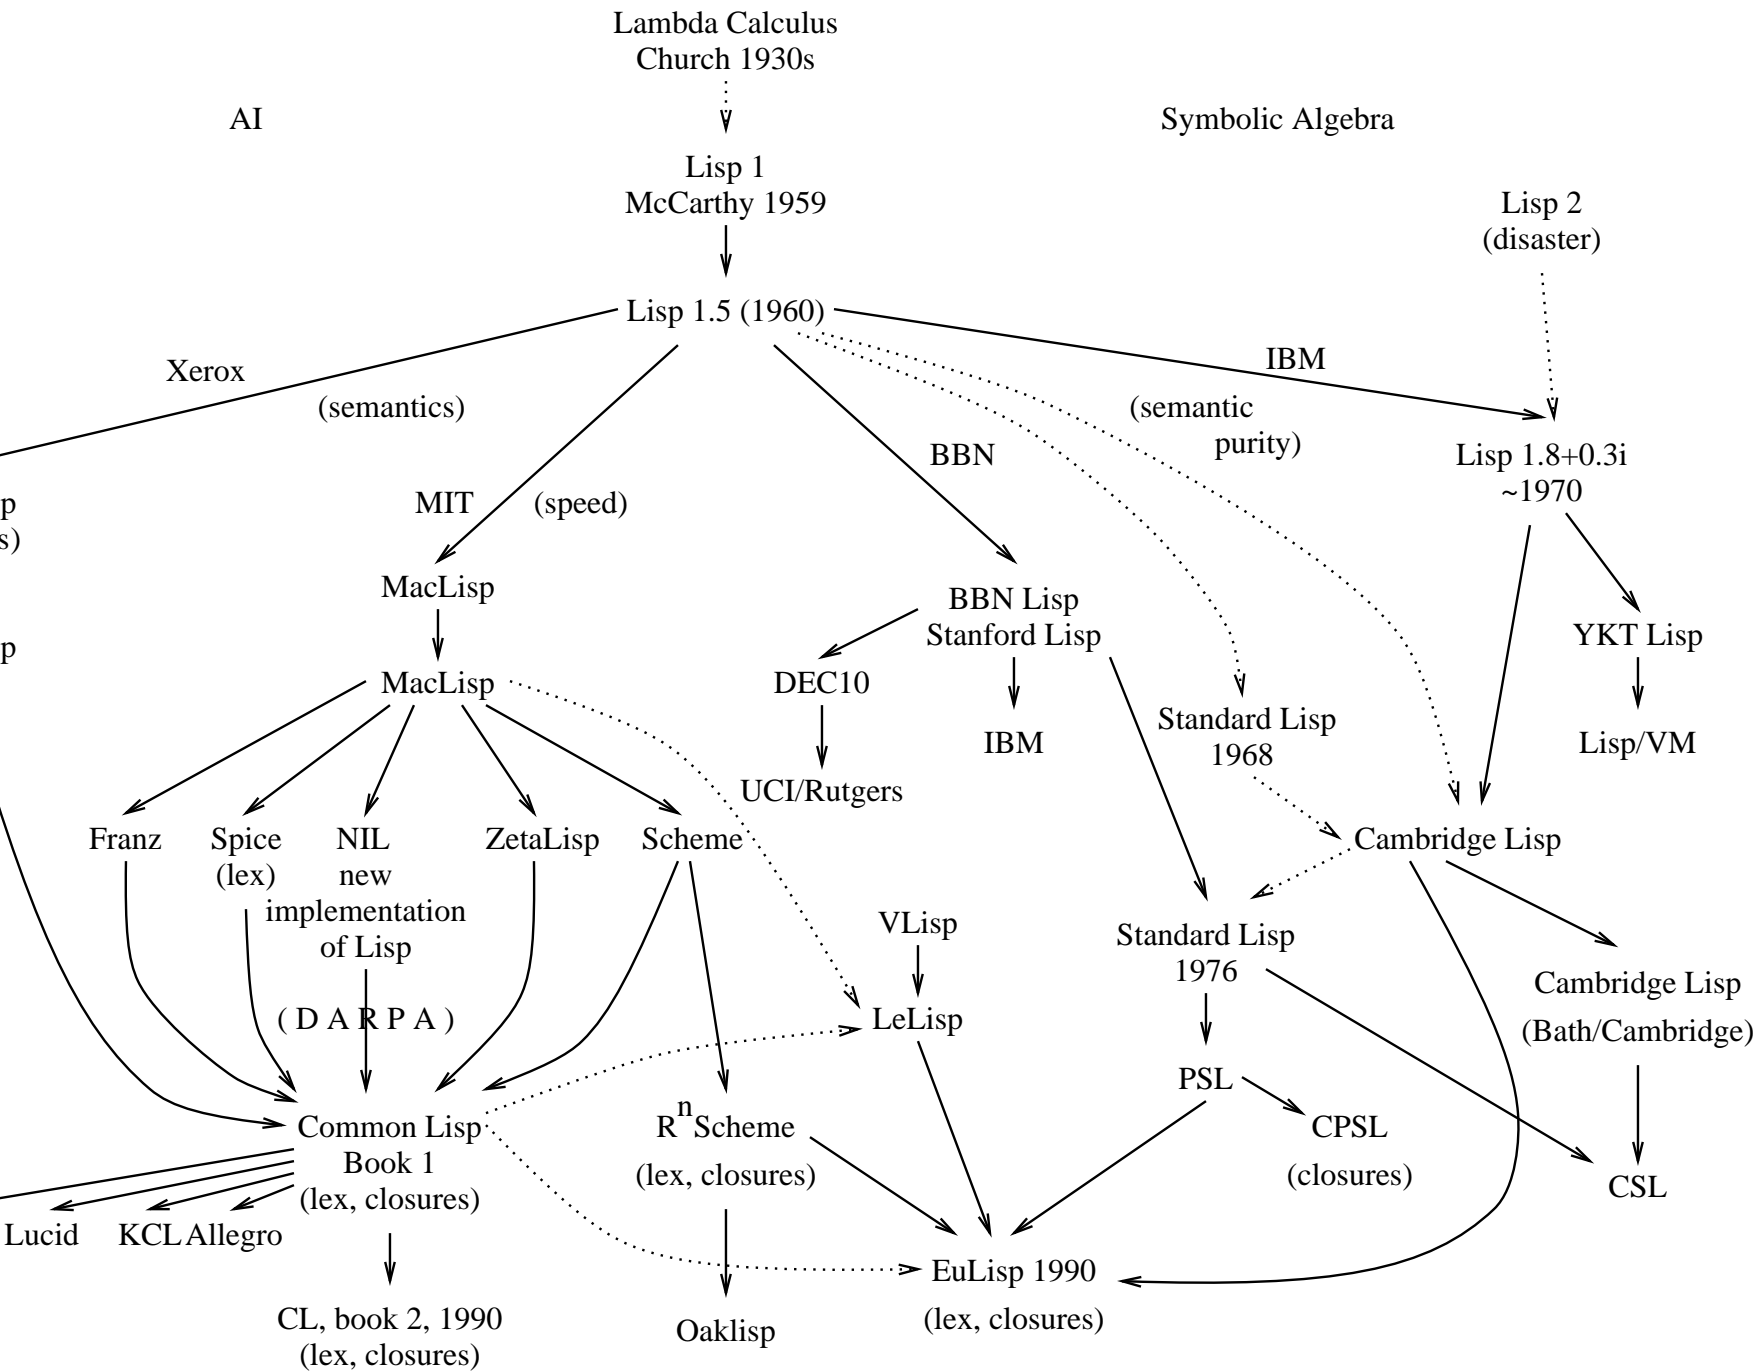 Lambda Calculus
Church 1930s
AI
Symbolic Algebra
Lisp 1
McCarthy 1959
Lisp 2
(disaster)
Lisp 1.5 (1960)
Xerox
IBM
(semantics)
(semantic
purity)
BBN
Lisp 1.8+0.3i
~1970
MIT
(speed)
p
s)
MacLisp
BBN Lisp
Stanford Lisp
YKT Lisp
p
MacLisp
DEC10
Standard Lisp
1968
IBM
Lisp/VM
UCI/Rutgers
Franz
Spice
(lex)
NIL
new
implementation
of Lisp
ZetaLisp
Scheme
Cambridge Lisp
VLisp
Standard Lisp
1976
Cambridge Lisp
(Bath/Cambridge)
( D A R P A )
LeLisp
PSL
Common Lisp
Book 1
(lex, closures)
R^n Scheme
(lex, closures)
CPSL
(closures)
CSL
Lucid
KCL
Allegro
EuLisp 1990
(lex, closures)
CL, book 2, 1990
(lex, closures)
Oaklisp